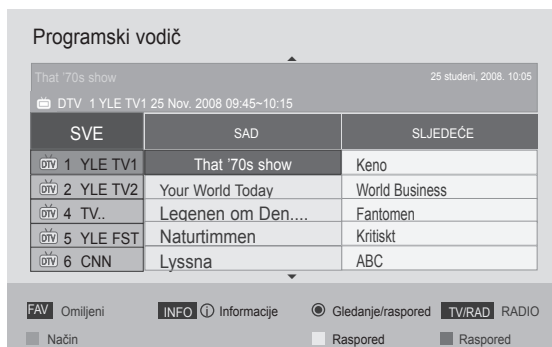 Programski vodič
That '70s show 25 studeni, 2008. 10:05
DTV 1 YLE TV1 25 Nov. 2008 09:45~10:15
SVE SAD SLJEDEĆE
DTV 1 YLE TV1 That '70s show Keno
DTV 2 YLE TV2 Your World Today World Business
DTV 4 TV.. Legenen om Den.... Fantomen
DTV 5 YLE FST Naturtimmen Kritiskt
DTV 6 CNN Lyssna ABC
FAV Omiljeni INFO i Informacije Gledanje/raspored TV/RAD RADIO
Način Raspored Raspored